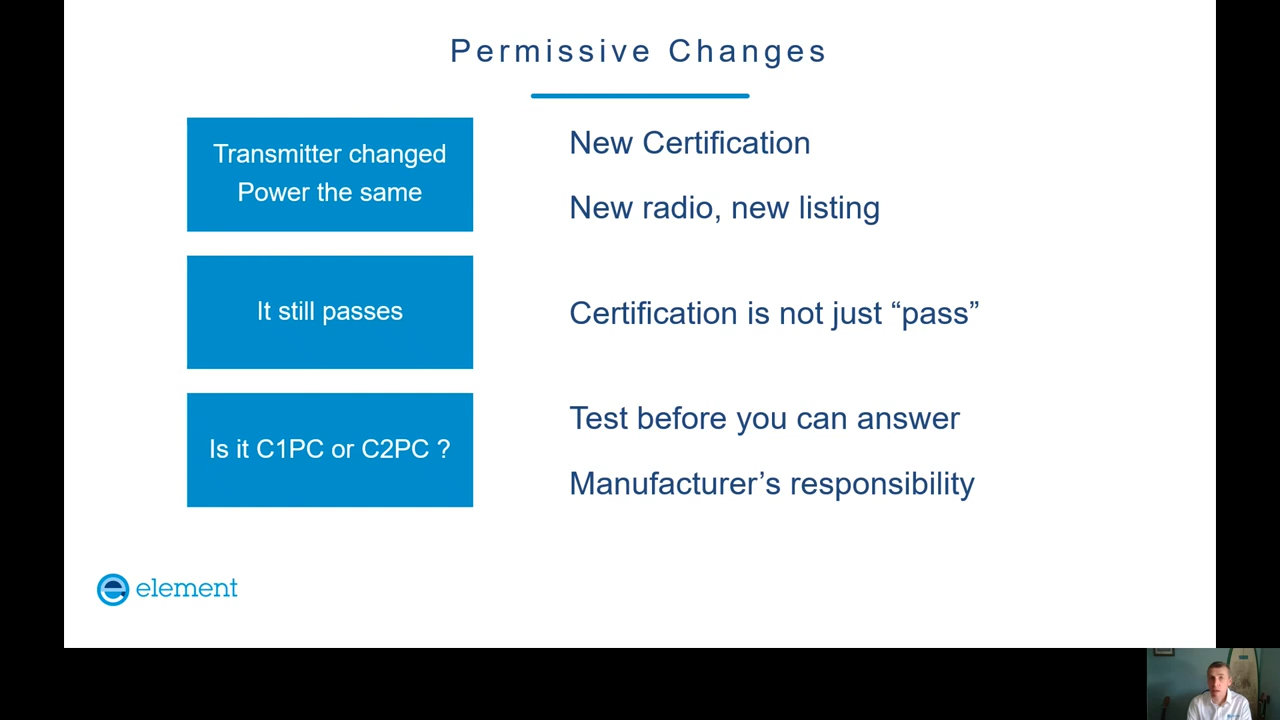 Permissive Changes
Transmitter changed
Power the same
New Certification
New radio, new listing
It still passes
Certification is not just “pass”
Is it C1PC or C2PC ?
Test before you can answer
Manufacturer’s responsibility
element